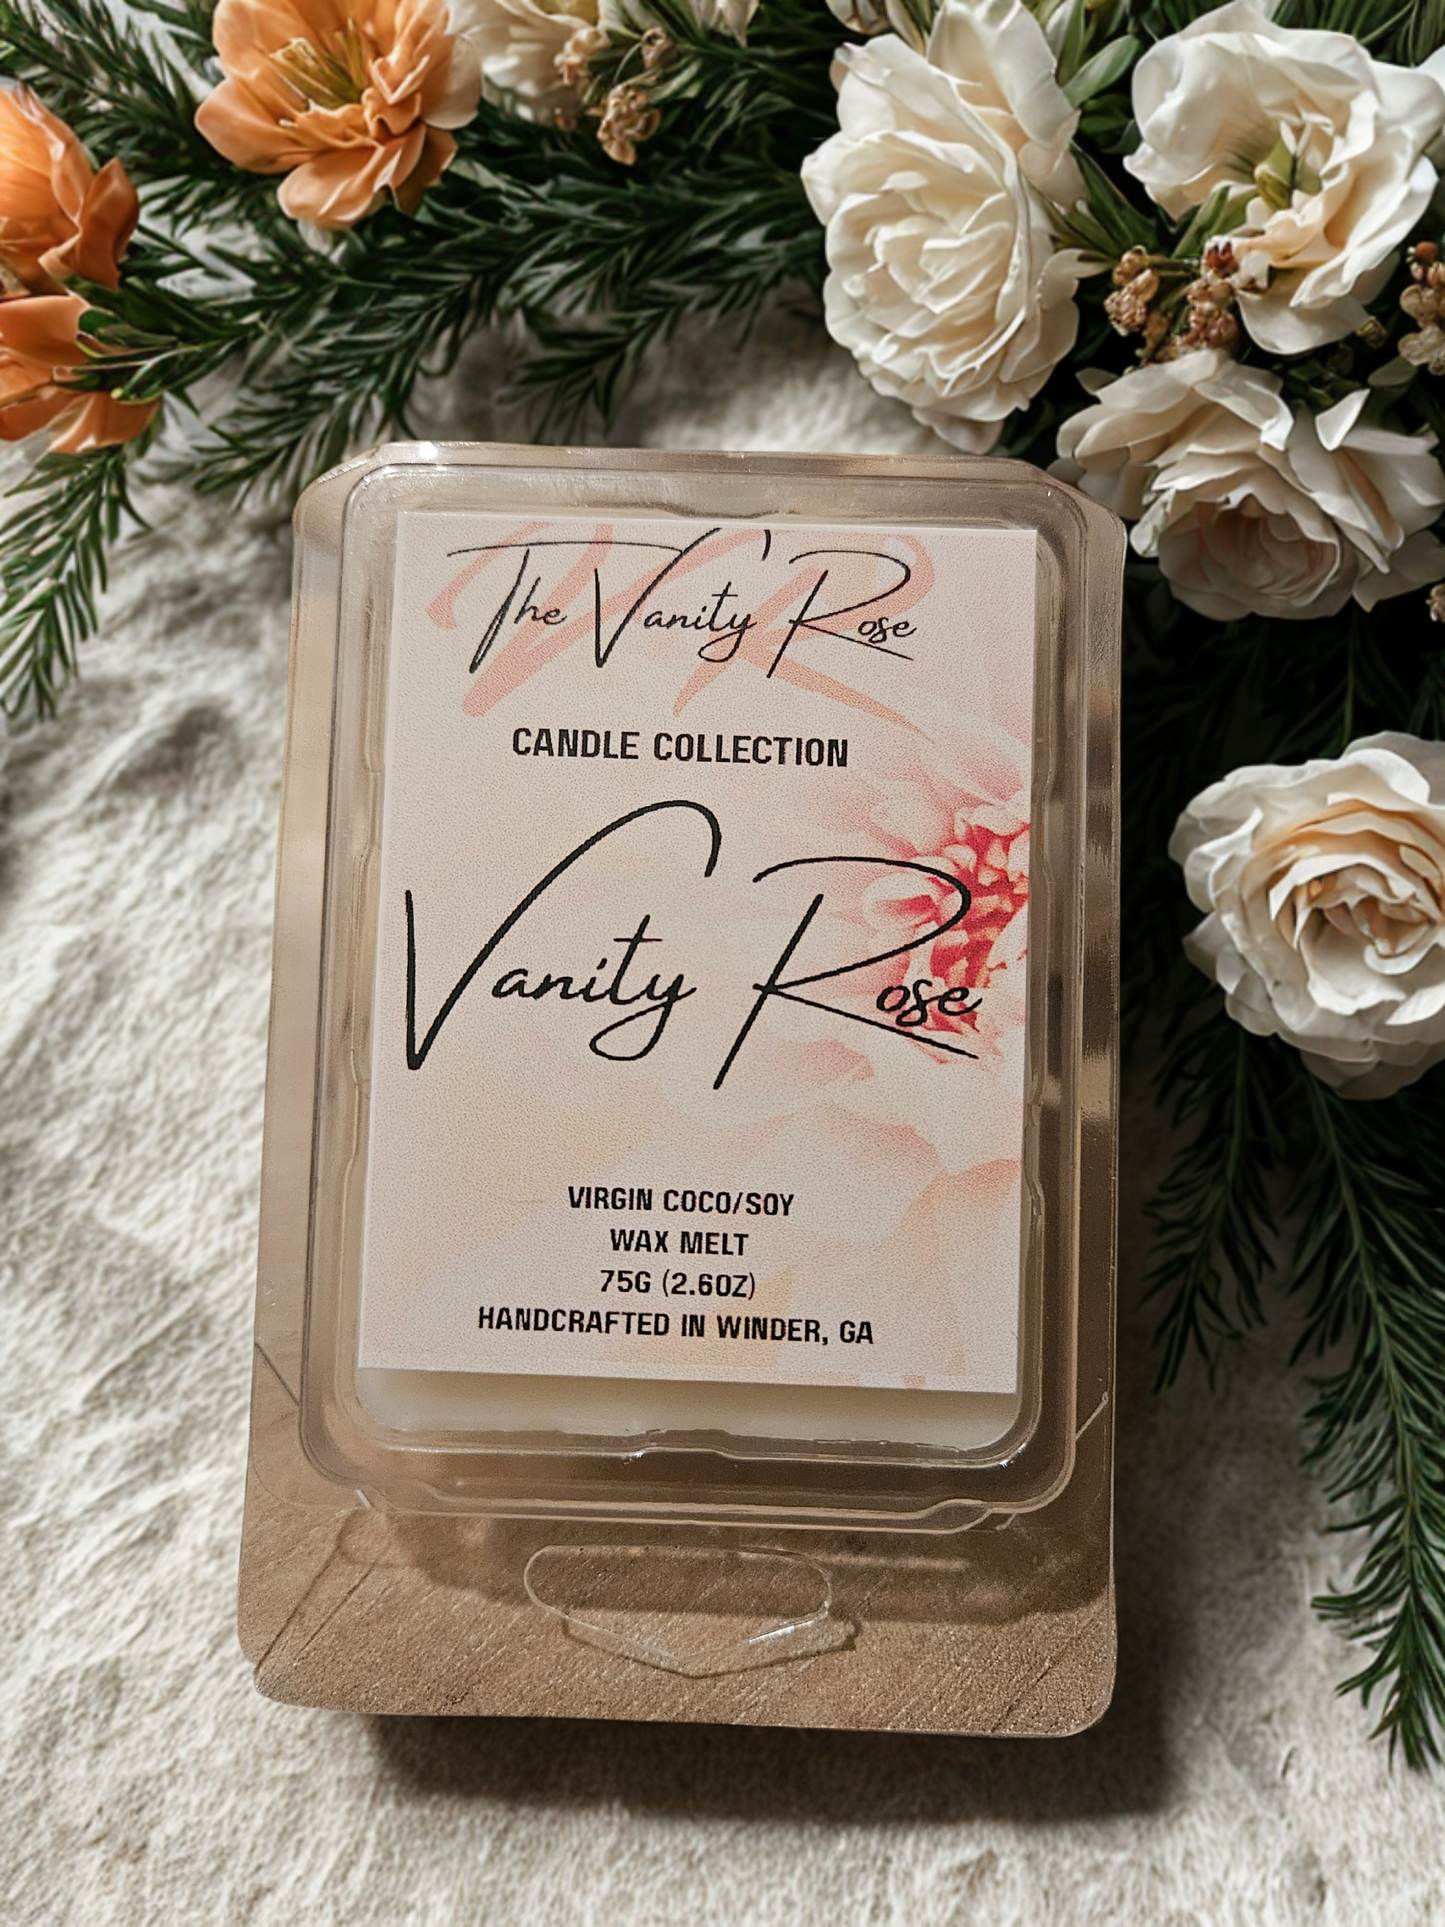 The Vanity Rose
CANDLE COLLECTION
Vanity Rose
VIRGIN COCO/SOY
WAX MELT
75G (2.6OZ)
HANDCRAFTED IN WINDER, GA